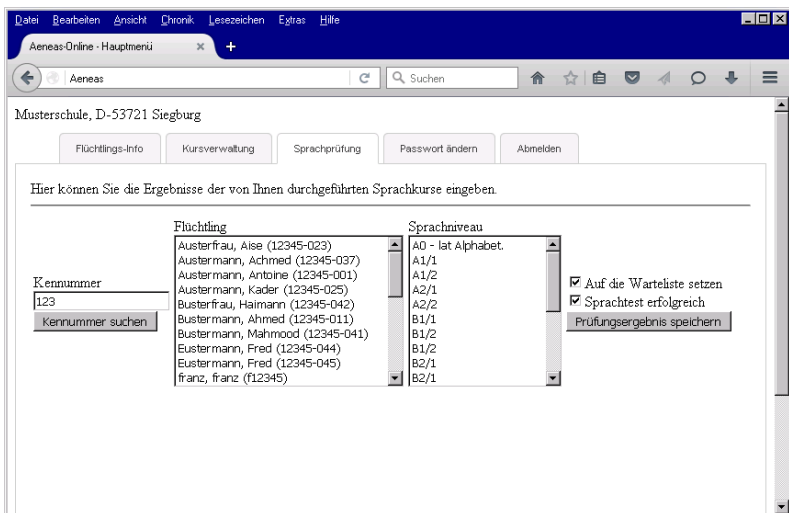 Datei Bearbeiten Ansicht Chronik Lesezeichen Extras Hilfe
Aeneas-Online - Hauptmenü
Aeneas
Suchen
Musterschule, D-53721 Siegburg
Flüchtlings-Info Kursverwaltung Sprachprüfung Passwort ändern Abmelden
Hier können Sie die Ergebnisse der von Ihnen durchgeführten Sprachkurse eingeben.
Kennummer
123
Kennummer suchen
Flüchtling
Austerfrau, Aise (12345-023)
Austermann, Achmed (12345-037)
Austermann, Antoine (12345-001)
Austermann, Kader (12345-025)
Busterfrau, Haimann (12345-042)
Bustermann, Ahmed (12345-011)
Bustermann, Mahmood (12345-041)
Eustermann, Fred (12345-044)
Eustermann, Fred (12345-045)
franz, franz (f12345)
Sprachniveau
A0 - lat Alphabet.
A1/1
A1/2
A2/1
A2/2
B1/1
B1/2
B1/2
B2/1
B2/1
Auf die Warteliste setzen
Sprachtest erfolgreich
Prüfungsergebnis speichern